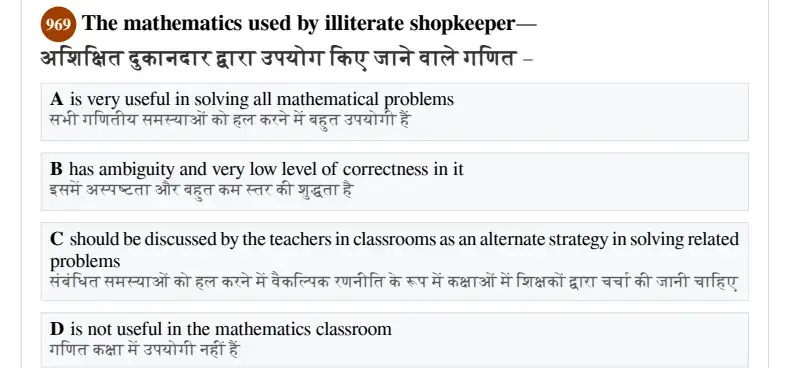 969 The mathematics used by illiterate shopkeeper—
अशिक्षित दुकानदार द्वारा उपयोग किए जाने वाले गणित –
A is very useful in solving all mathematical problems
सभी गणितीय समस्याओं को हल करने में बहुत उपयोगी हैं
B has ambiguity and very low level of correctness in it
इसमें अस्पष्टता और बहुत कम स्तर की शुद्धता है
C should be discussed by the teachers in classrooms as an alternate strategy in solving related
problems
संबंधित समस्याओं को हल करने में वैकल्पिक रणनीति के रूप में कक्षाओं में शिक्षकों द्वारा चर्चा की जानी चाहिए
D is not useful in the mathematics classroom
गणित कक्षा में उपयोगी नहीं हैं